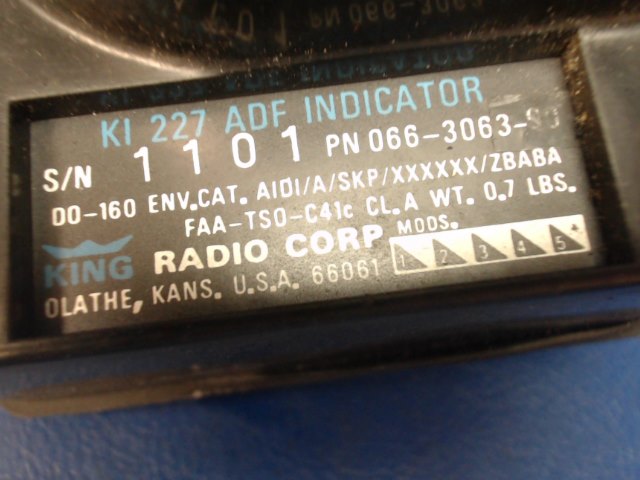 KI 227 ADF INDICATOR
S/N 1101 PN 066-3063-
DO-160 ENV.CAT. A1D1/A/SKP/XXXXXX/ZBABA
FAA-TSO-C41c CL.A WT. 0.7 LBS.
KING RADIO CORP MODS.
OLATHE, KANS. U.S.A. 66061 1 2 3 4 5